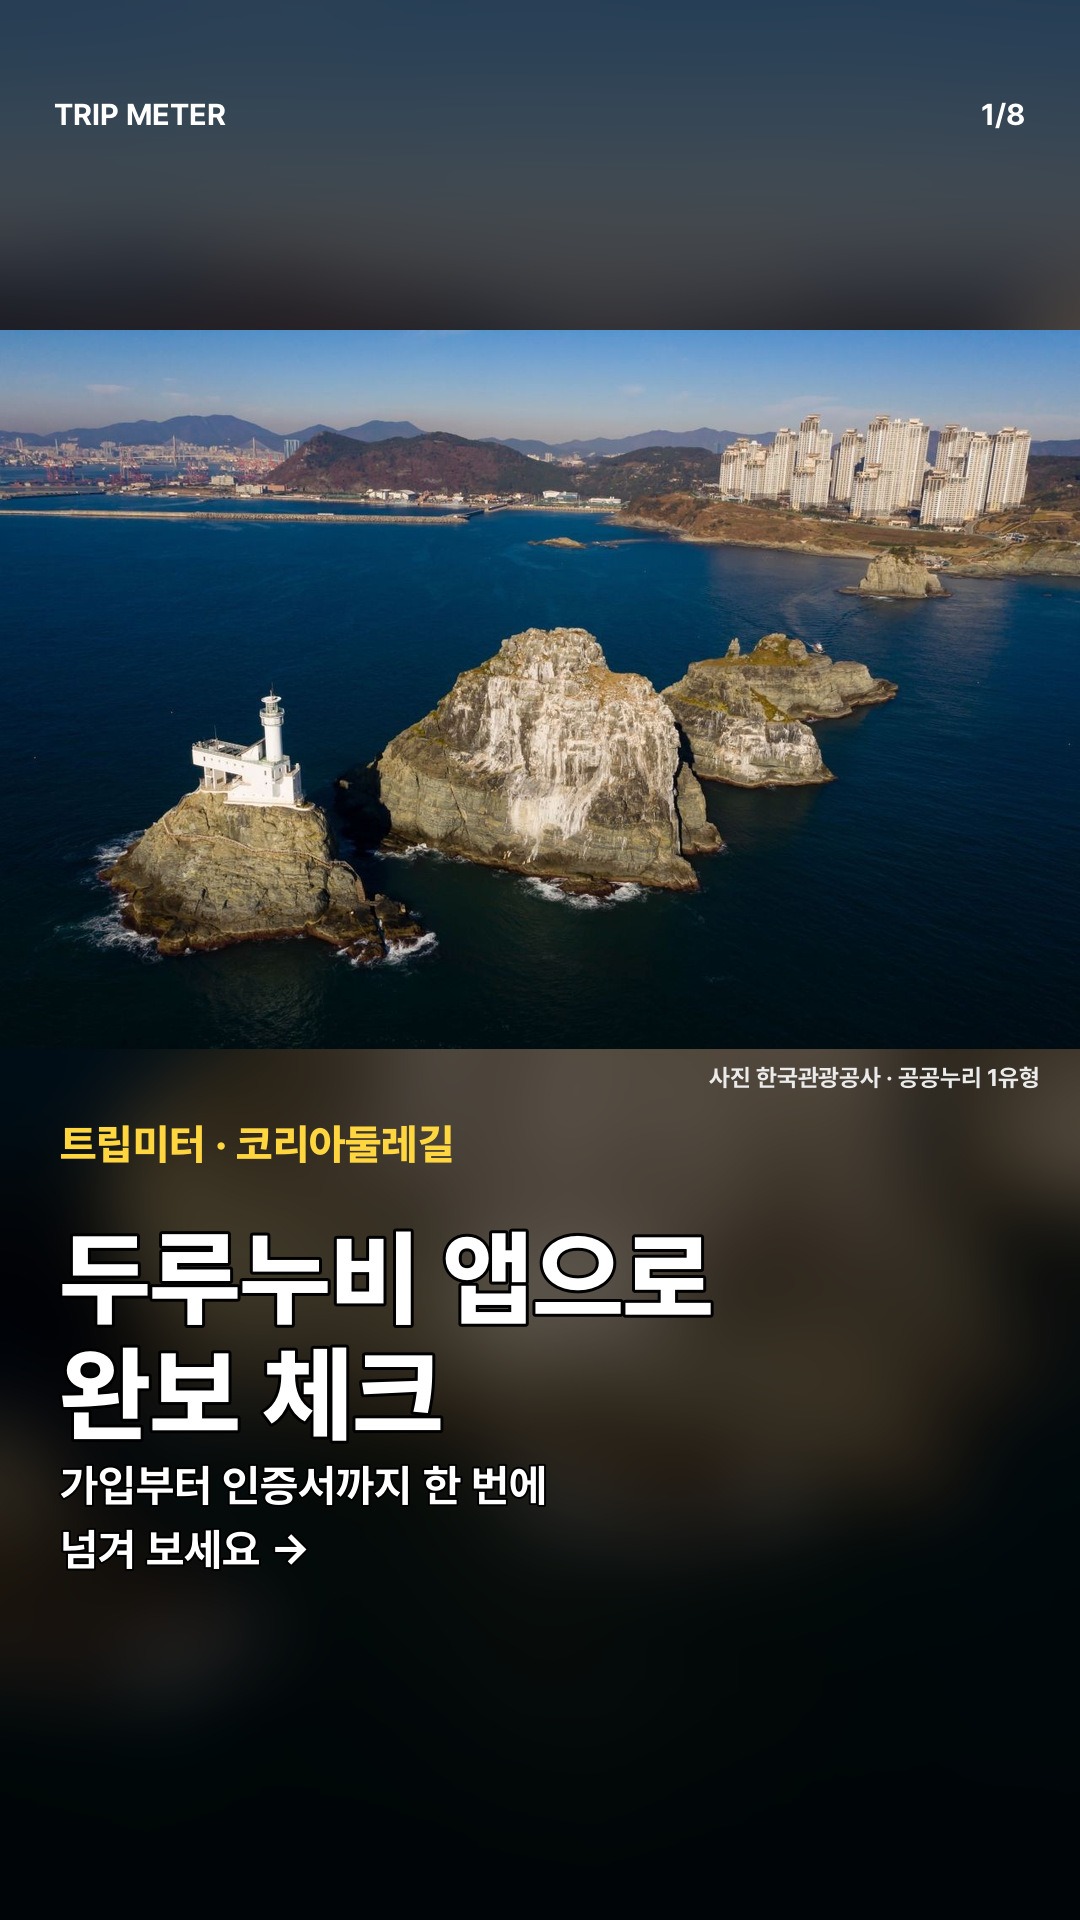 TRIP METER
1/8
사진 한국관광공사 · 공공누리 1유형
트립미터 · 코리아둘레길
두루누비 앱으로
완보 체크
가입부터 인증서까지 한 번에
넘겨 보세요 →